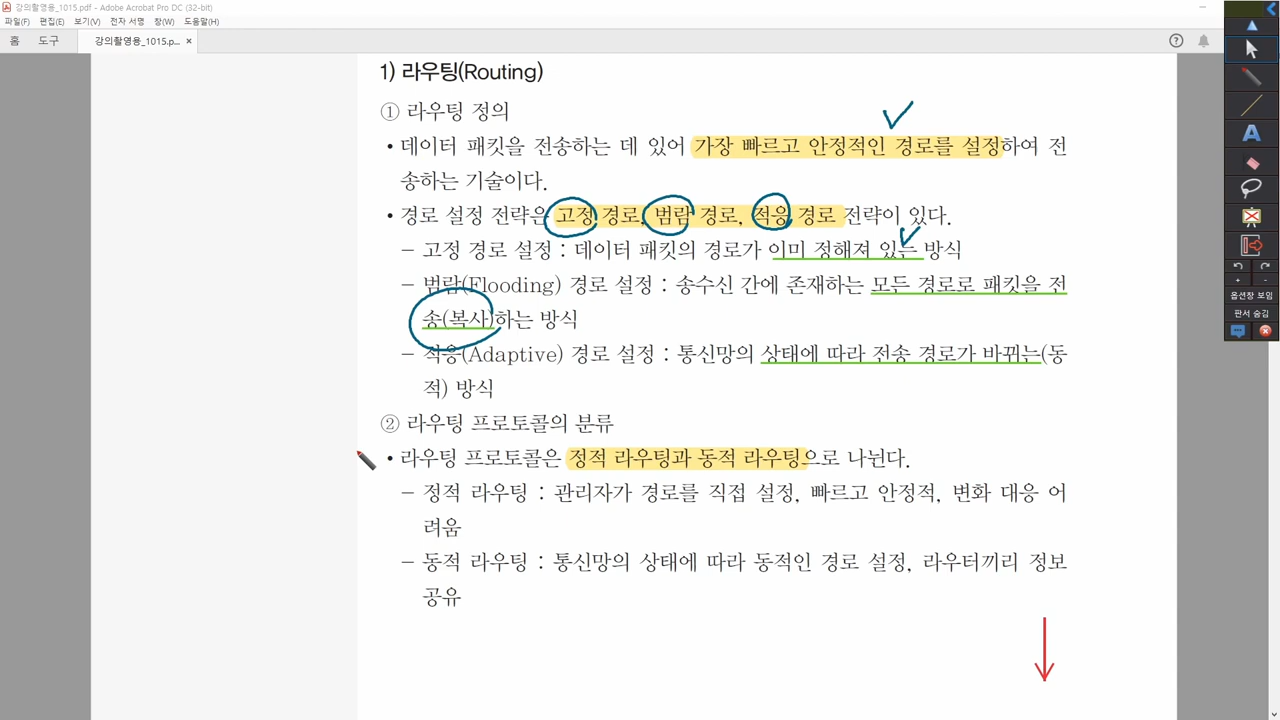 강의촬영용_1015.pdf - Adobe Acrobat Pro DC (32-bit)
파일(F) 편집(E) 보기(V) 전자 서명 창(W) 도움말(H)
홈 도구 강의촬영용_1015.p... ×
1) 라우팅(Routing)
① 라우팅 정의
• 데이터 패킷을 전송하는 데 있어 가장 빠르고 안정적인 경로를 설정하여 전
송하는 기술이다.
• 경로 설정 전략은 고정 경로, 범람 경로, 적응 경로 전략이 있다.
– 고정 경로 설정 : 데이터 패킷의 경로가 이미 정해져 있는 방식
– 범람(Flooding) 경로 설정 : 송수신 간에 존재하는 모든 경로로 패킷을 전
송(복사)하는 방식
– 적응(Adaptive) 경로 설정 : 통신망의 상태에 따라 전송 경로가 바뀌는(동
적) 방식
② 라우팅 프로토콜의 분류
• 라우팅 프로토콜은 정적 라우팅과 동적 라우팅으로 나뉜다.
– 정적 라우팅 : 관리자가 경로를 직접 설정, 빠르고 안정적, 변화 대응 어
려움
– 동적 라우팅 : 통신망의 상태에 따라 동적인 경로 설정, 라우터끼리 정보
공유
옵션장 보임
판서 숨김